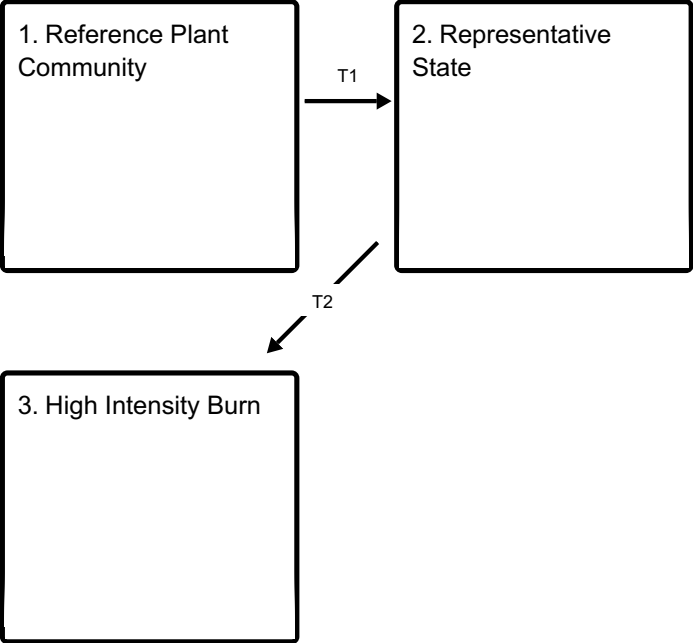 1. Reference Plant
Community
T1
2. Representative
State
T2
3. High Intensity Burn